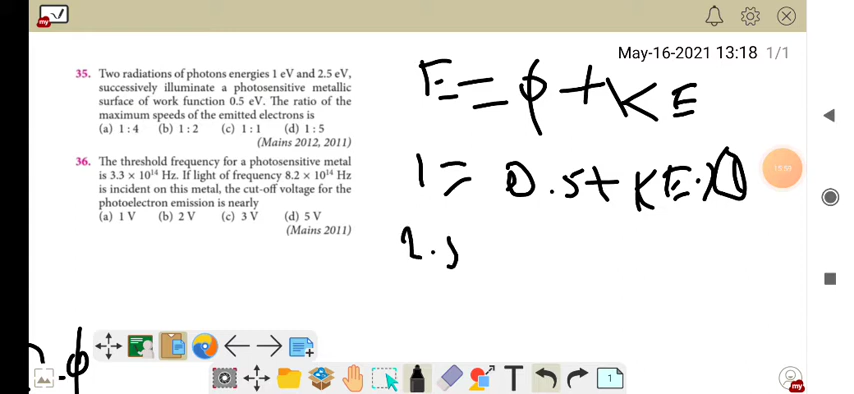 May-16-2021 13:18 1/1
35. Two radiations of photons energies 1 eV and 2.5 eV,
successively illuminate a photosensitive metallic
surface of work function 0.5 eV. The ratio of the
maximum speeds of the emitted electrons is
(a) 1 : 4 (b) 1 : 2 (c) 1 : 1 (d) 1 : 5
(Mains 2012, 2011)
36. The threshold frequency for a photosensitive metal
is 3.3 × 10¹⁴ Hz. If light of frequency 8.2 × 10¹⁴ Hz
is incident on this metal, the cut-off voltage for the
photoelectron emission is nearly
(a) 1 V (b) 2 V (c) 3 V (d) 5 V
(Mains 2011)
E = ϕ + KE
1 = 0.5 + KE.
2.5
- ϕ
T
1
my
my